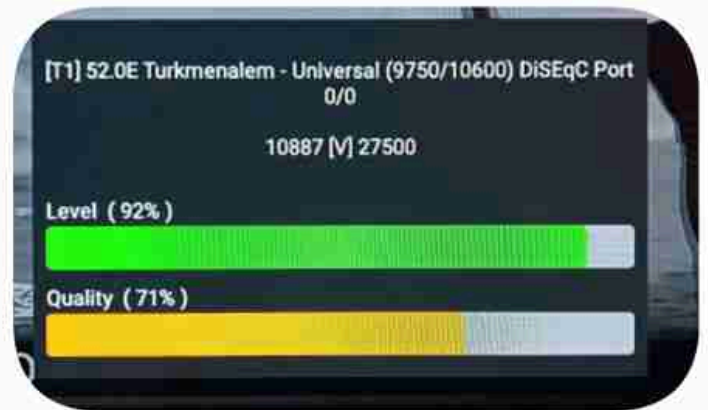 [T1] 52.0E Turkmenalem - Universal (9750/10600) DiSEqC Port
0/0
10887 [V] 27500
Level ( 92% )
Quality ( 71% )